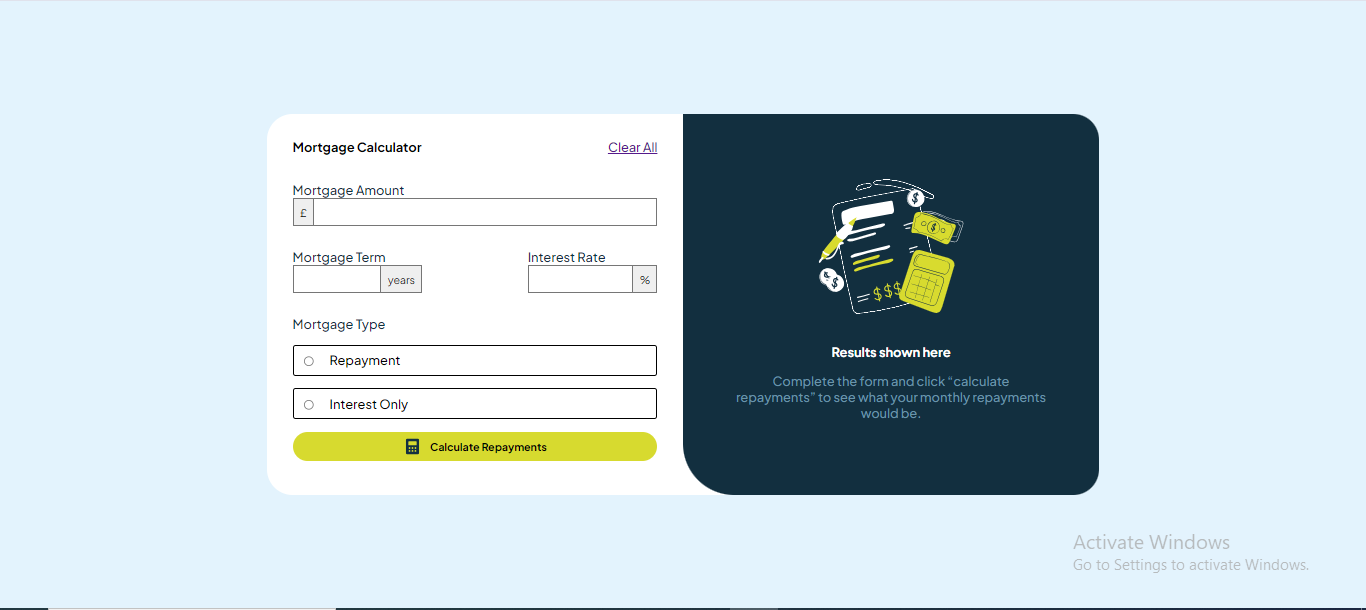 Mortgage Calculator
Clear All
Mortgage Amount
£
Mortgage Term
Interest Rate
years
%
Mortgage Type
Repayment
Interest Only
Calculate Repayments
$
$
$
$
$$$
Results shown here
Complete the form and click “calculate
repayments” to see what your monthly repayments
would be.
Activate Windows
Go to Settings to activate Windows.